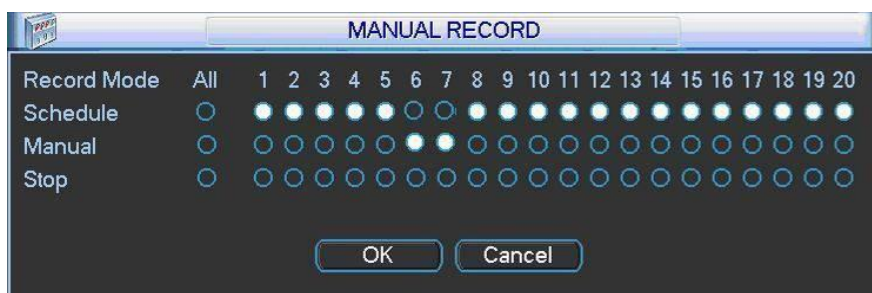 MANUAL RECORD
Record Mode All 1 2 3 4 5 6 7 8 9 10 11 12 13 14 15 16 17 18 19 20
Schedule
Manual
Stop
OK Cancel